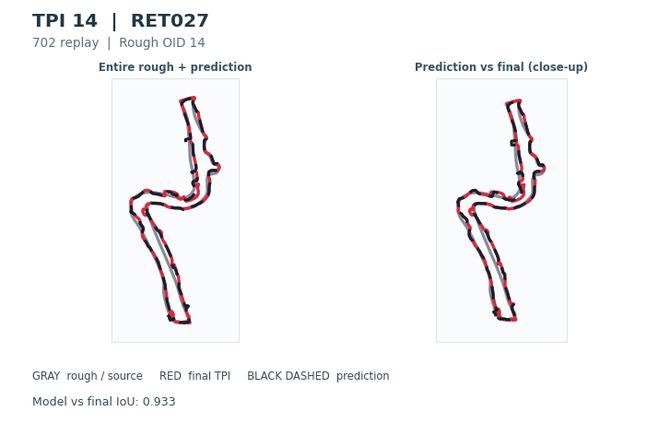 TPI 14 | RET027
702 replay | Rough OID 14
Entire rough + prediction
Prediction vs final (close-up)
GRAY rough / source RED final TPI BLACK DASHED prediction
Model vs final IoU: 0.933